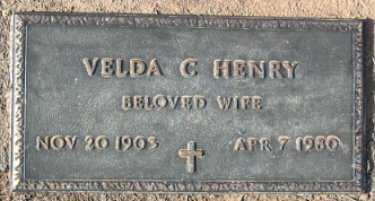 VELDA C HENRY
BELOVED WIFE
NOV 20 1903 APR 7 1980